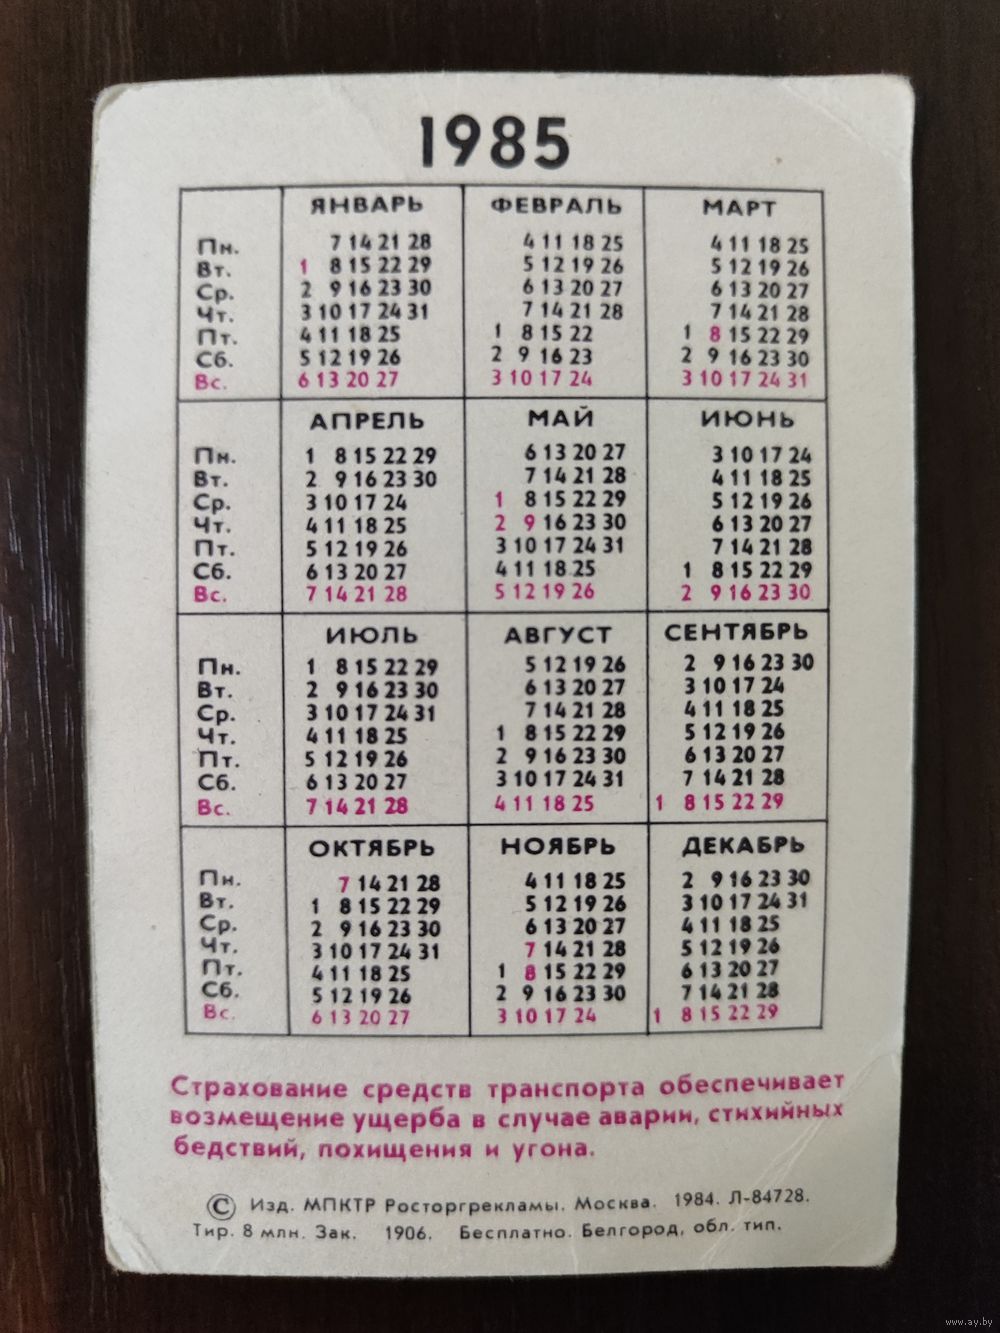 1985
ЯНВАРЬ ФЕВРАЛЬ МАРТ
Пн. 7 14 21 28 4 11 18 25 4 11 18 25
Вт. 1 8 15 22 29 5 12 19 26 5 12 19 26
Ср. 2 9 16 23 30 6 13 20 27 6 13 20 27
Чт. 3 10 17 24 31 7 14 21 28 7 14 21 28
Пт. 4 11 18 25 1 8 15 22 1 8 15 22 29
Сб. 5 12 19 26 2 9 16 23 2 9 16 23 30
Вс. 6 13 20 27 3 10 17 24 3 10 17 24 31
АПРЕЛЬ МАЙ ИЮНЬ
Пн. 1 8 15 22 29 6 13 20 27 3 10 17 24
Вт. 2 9 16 23 30 7 14 21 28 4 11 18 25
Ср. 3 10 17 24 1 8 15 22 29 5 12 19 26
Чт. 4 11 18 25 2 9 16 23 30 6 13 20 27
Пт. 5 12 19 26 3 10 17 24 31 7 14 21 28
Сб. 6 13 20 27 4 11 18 25 1 8 15 22 29
Вс. 7 14 21 28 5 12 19 26 2 9 16 23 30
ИЮЛЬ АВГУСТ СЕНТЯБРЬ
Пн. 1 8 15 22 29 5 12 19 26 2 9 16 23 30
Вт. 2 9 16 23 30 6 13 20 27 3 10 17 24
Ср. 3 10 17 24 31 7 14 21 28 4 11 18 25
Чт. 4 11 18 25 1 8 15 22 29 5 12 19 26
Пт. 5 12 19 26 2 9 16 23 30 6 13 20 27
Сб. 6 13 20 27 3 10 17 24 31 7 14 21 28
Вс. 7 14 21 28 4 11 18 25 1 8 15 22 29
ОКТЯБРЬ НОЯБРЬ ДЕКАБРЬ
Пн. 7 14 21 28 4 11 18 25 2 9 16 23 30
Вт. 1 8 15 22 29 5 12 19 26 3 10 17 24 31
Ср. 2 9 16 23 30 6 13 20 27 4 11 18 25
Чт. 3 10 17 24 31 7 14 21 28 5 12 19 26
Пт. 4 11 18 25 1 8 15 22 29 6 13 20 27
Сб. 5 12 19 26 2 9 16 23 30 7 14 21 28
Вс. 6 13 20 27 3 10 17 24 1 8 15 22 29
Страхование средств транспорта обеспечивает
возмещение ущерба в случае аварии, стихийных
бедствий, похищения и угона.
© Изд. МПКТР Росторгрекламы. Москва. 1984. Л-84728.
Тир. 8 млн. Зак. 1906. Бесплатно. Белгород, обл. тип.
www.ay.by